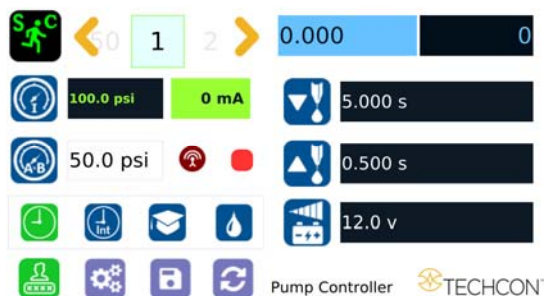 S C
50 1 2
0.000 0
I
100.0 psi 0 mA
5.000 s
A-B
50.0 psi
0.500 s
Int
12.0 v
Pump Controller TECHCON